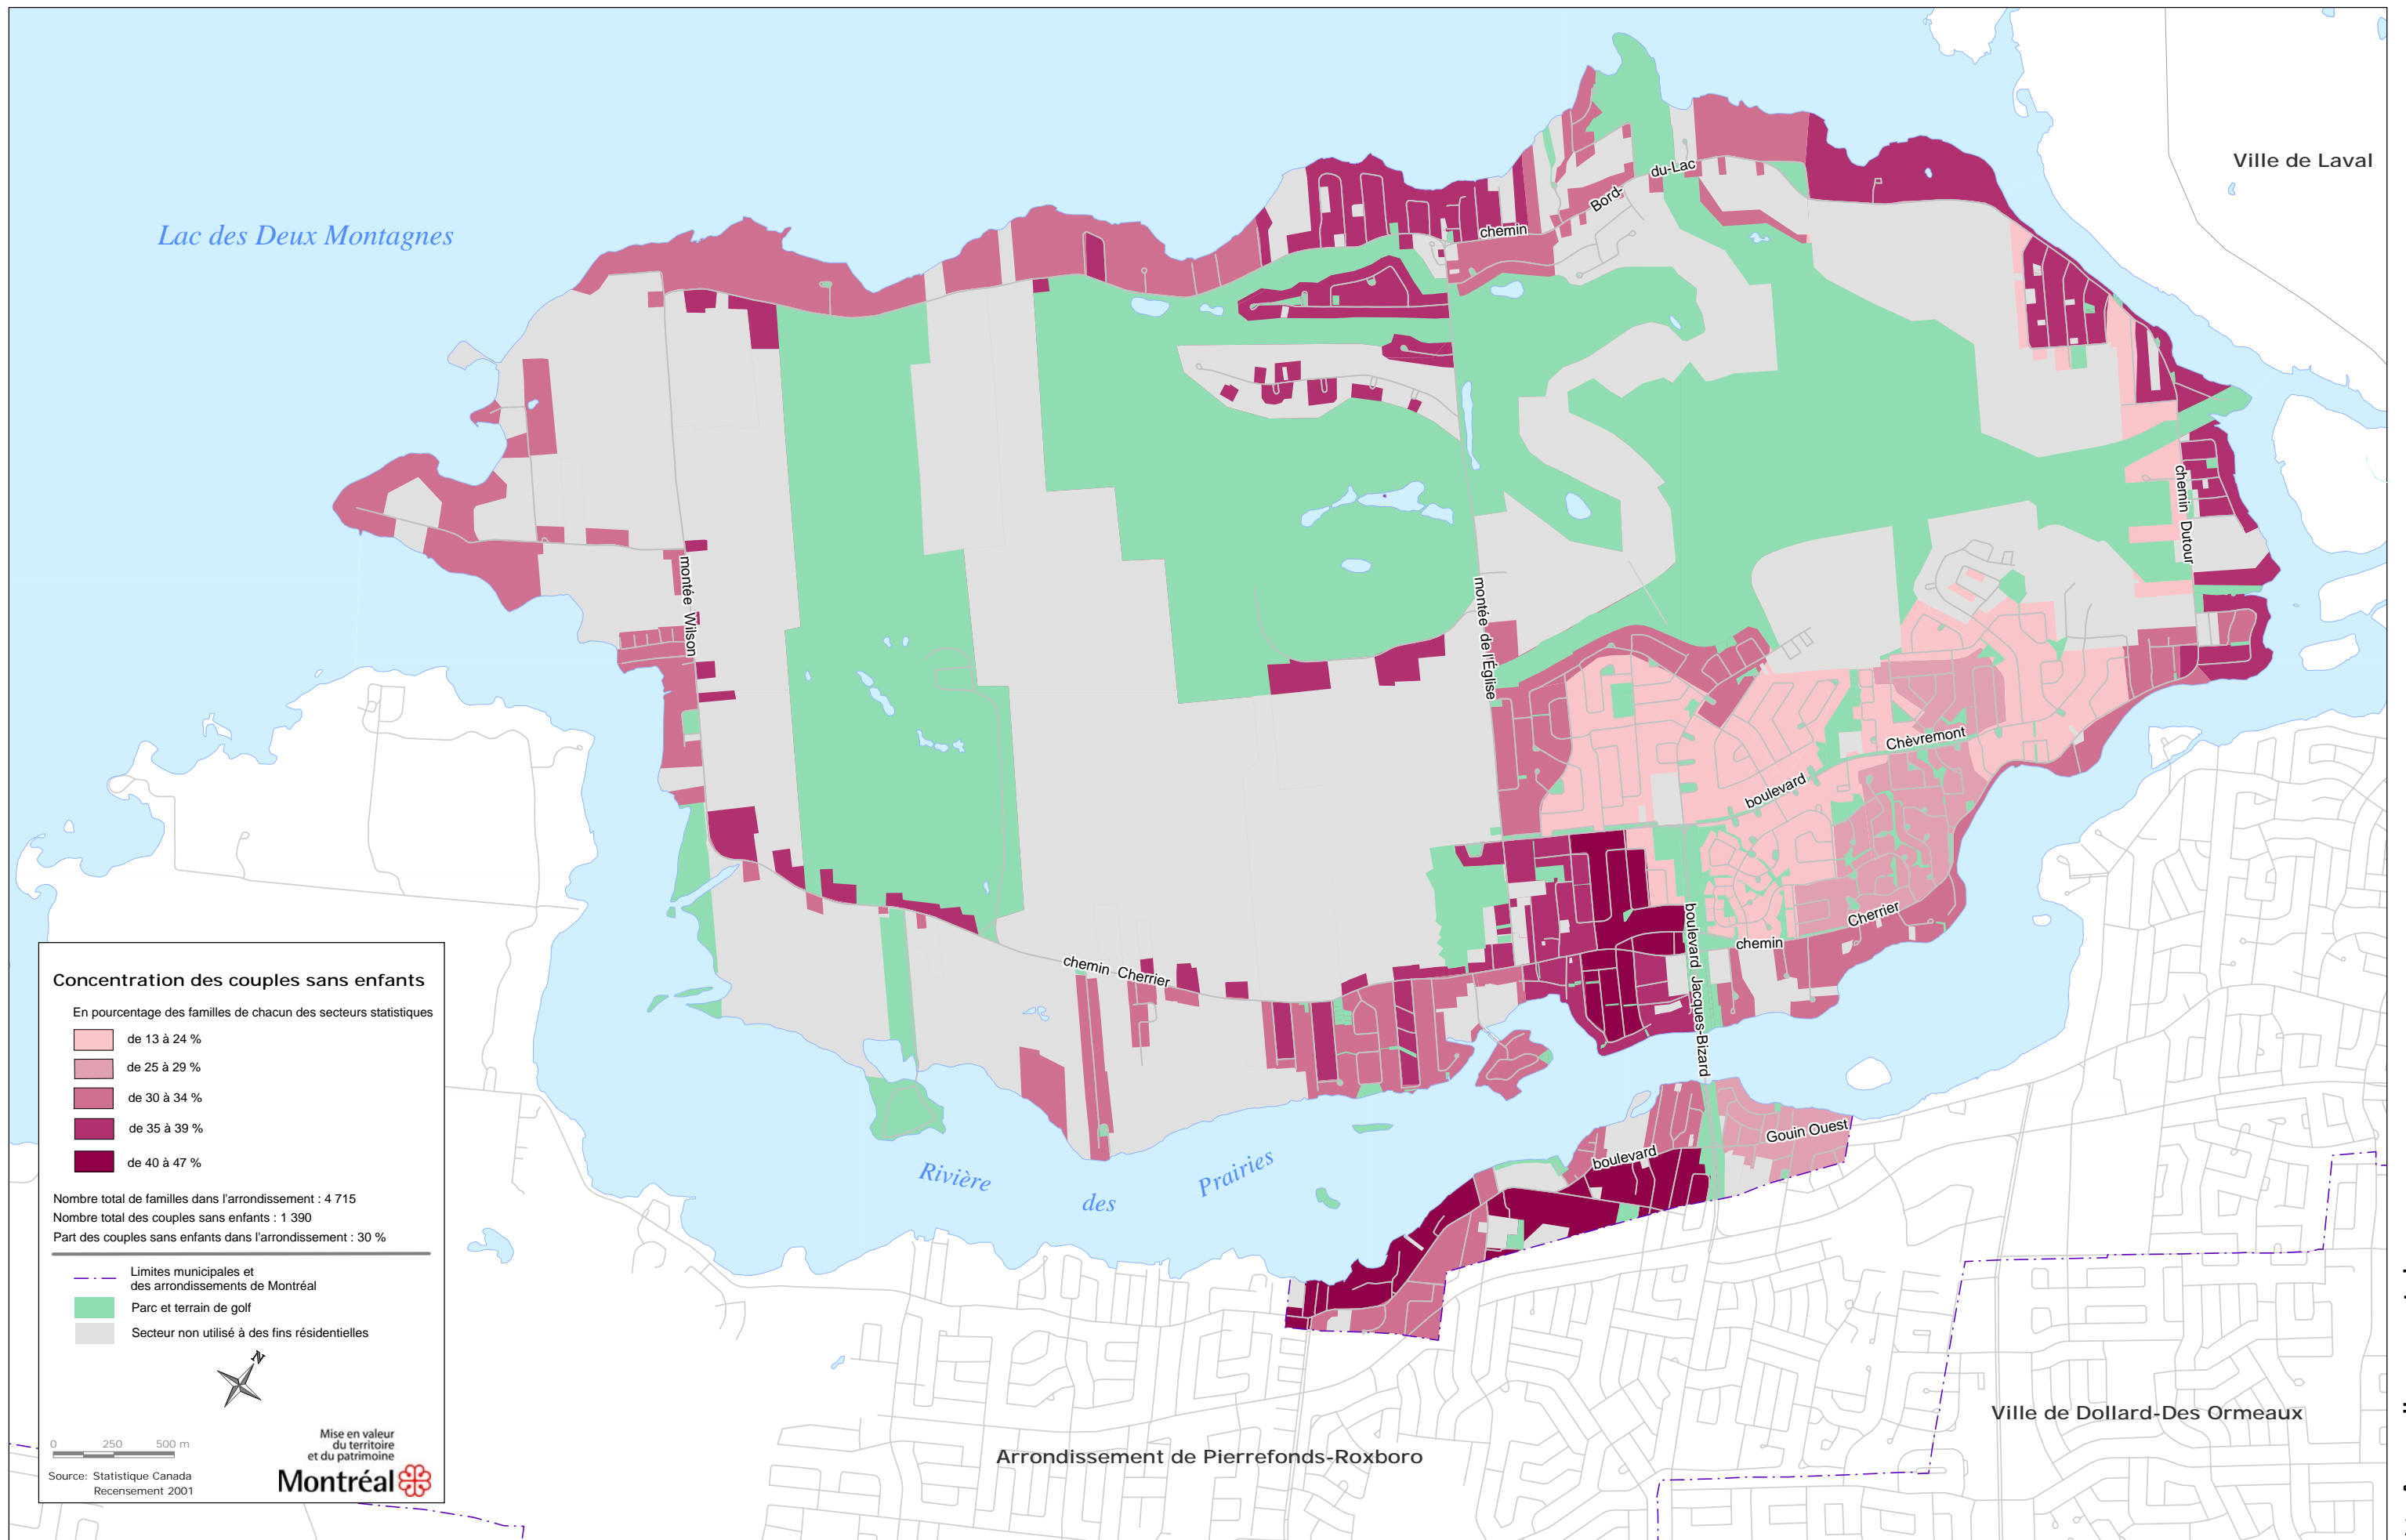 Ville de Laval
Lac des Deux Montagnes
du-Lac
Bord-
chemin
chemin Dutour
montée Wilson
montée de l'Église
Chèvremont
boulevard
Cherrier
chemin
chemin Cherrier
boulevard Jacques-Bizard
Gouin Ouest
boulevard
Rivière
des
Prairies
Concentration des couples sans enfants
En pourcentage des familles de chacun des secteurs statistiques
de 13 à 24 %
de 25 à 29 %
de 30 à 34 %
de 35 à 39 %
de 40 à 47 %
Nombre total de familles dans l'arrondissement : 4 715
Nombre total des couples sans enfants : 1 390
Part des couples sans enfants dans l'arrondissement : 30 %
Limites municipales et
des arrondissements de Montréal
Parc et terrain de golf
Secteur non utilisé à des fins résidentielles
N
0 250 500 m
Source: Statistique Canada
Recensement 2001
Mise en valeur
du territoire
et du patrimoine
Montréal
Arrondissement de Pierrefonds-Roxboro
Ville de Dollard-Des Ormeaux